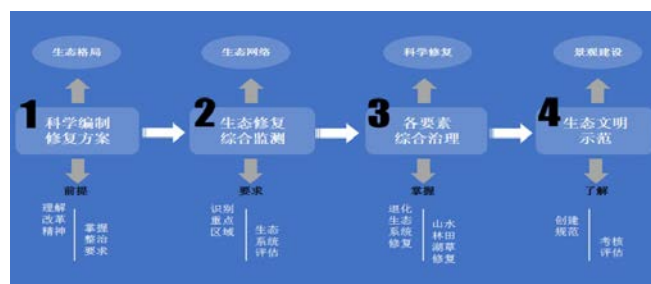 生态格局
生态网络
科学修复
景观建设
1
科学编制
修复方案
2
生态修复
综合监测
3
各要素
综合治理
4
生态文明
示范
前提
要求
掌握
了解
理解
改革
精神
掌握
整治
要求
识别
重点
区域
生态
系统
评估
退化
生态
系统
修复
山水
林田
湖草
修复
创建
规范
考核
评估